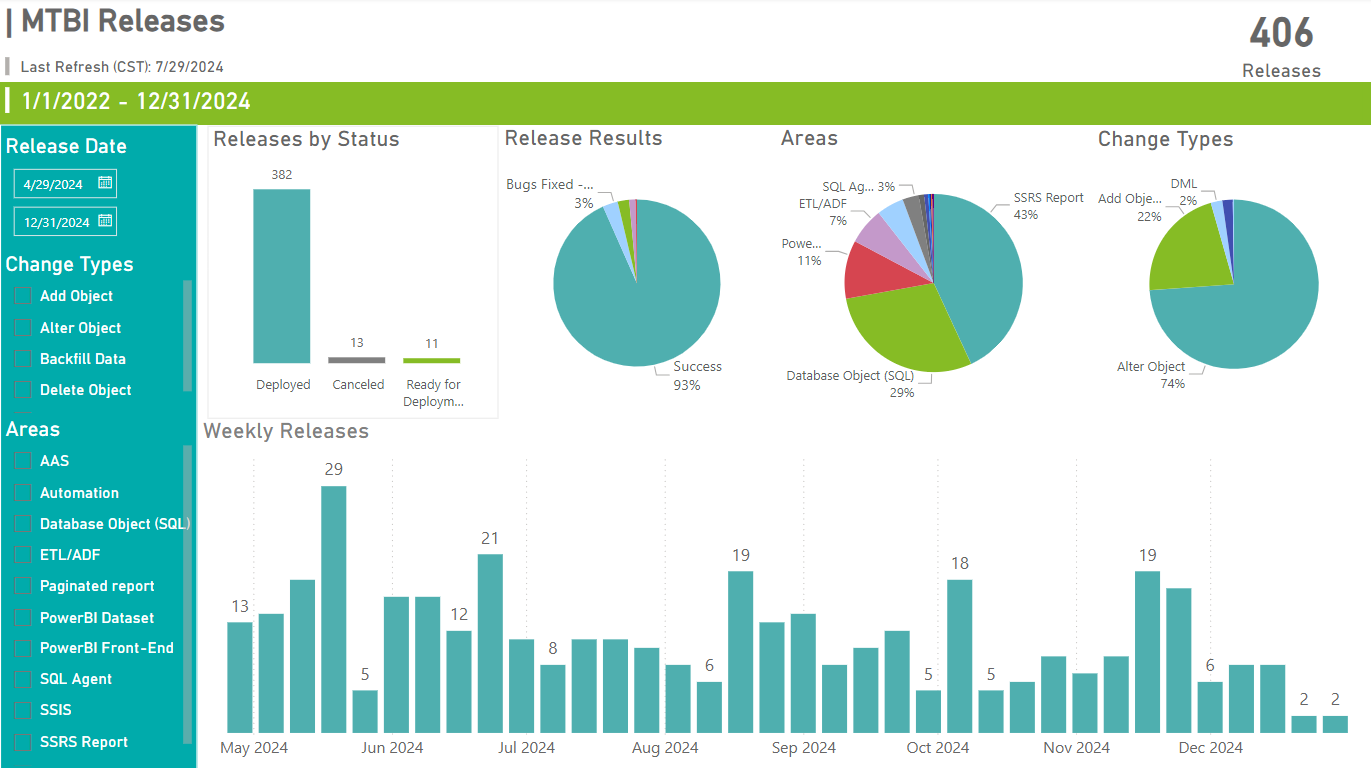 MTBI Releases
406
Releases
Last Refresh (CST): 7/29/2024
1/1/2022 - 12/31/2024
Release Date
4/29/2024
12/31/2024
Change Types
Add Object
Alter Object
Backfill Data
Delete Object
Areas
AAS
Automation
Database Object (SQL)
ETL/ADF
Paginated report
PowerBI Dataset
PowerBI Front-End
SQL Agent
SSIS
SSRS Report
Releases by Status
382
13
11
Deployed
Canceled
Ready for
Deploym...
Release Results
Bugs Fixed -...
3%
Success
93%
Areas
SQL Ag... 3%
ETL/ADF
7%
Powe...
11%
Database Object (SQL)
29%
SSRS Report
43%
Change Types
DML
2%
Add Obje...
22%
Alter Object
74%
Weekly Releases
13
29
5
12
21
8
6
19
5
18
5
19
6
2
2
May 2024
Jun 2024
Jul 2024
Aug 2024
Sep 2024
Oct 2024
Nov 2024
Dec 2024